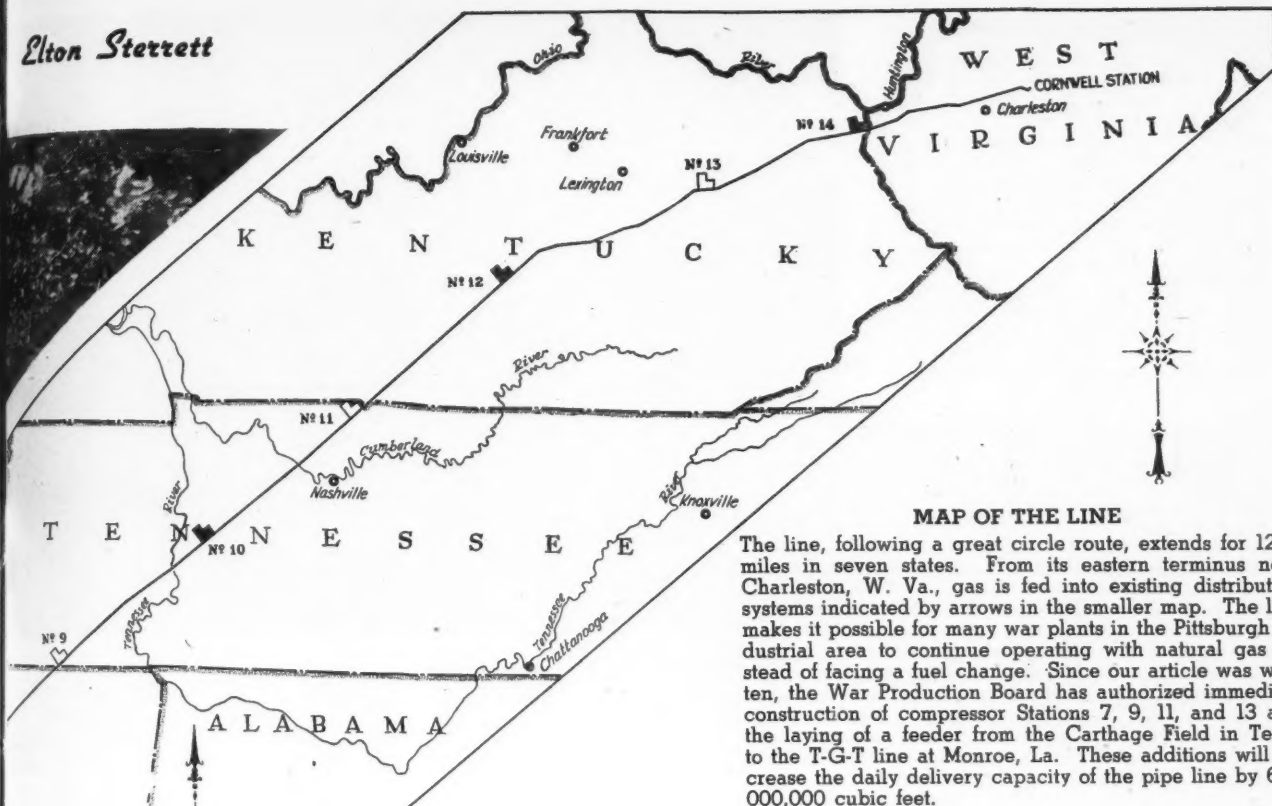 Elton Sterrett
WEST
CORNWELL STATION
Charleston
VIRGINIA
Ohio
River
Huntington
Nº 14
Frankfort
Louisville
Lexington
Nº 13
KENTUCKY
Nº 12
River
Nº 11
Cumberland
Nashville
River
Knoxville
River
TENNESSEE
Nº 10
Tennessee
Tennessee
Chattanooga
Nº 9
ALABAMA
MAP OF THE LINE
The line, following a great circle route, extends for 12
miles in seven states. From its eastern terminus ne
Charleston, W. Va., gas is fed into existing distribut
systems indicated by arrows in the smaller map. The l
makes it possible for many war plants in the Pittsburgh
dustrial area to continue operating with natural gas
stead of facing a fuel change. Since our article was w
ten, the War Production Board has authorized immedi
construction of compressor Stations 7, 9, 11, and 13 a
the laying of a feeder from the Carthage Field in Te
to the T-G-T line at Monroe, La. These additions will
crease the daily delivery capacity of the pipe line by 6
000,000 cubic feet.